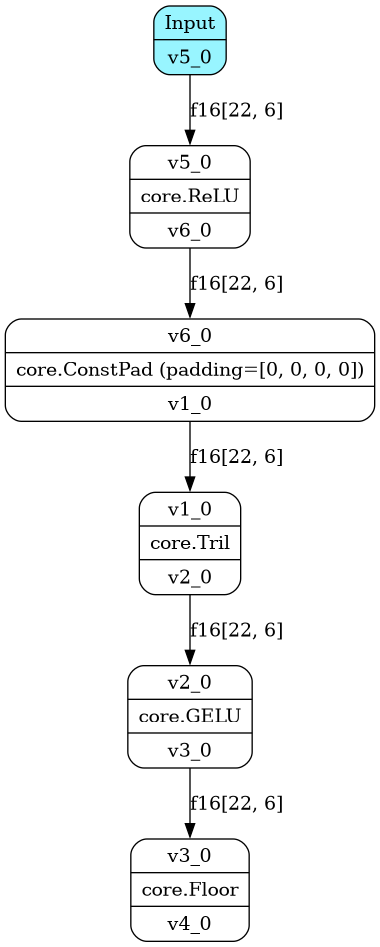 Input
v5_0
f16[22, 6]
v5_0
core.ReLU
v6_0
f16[22, 6]
v6_0
core.ConstPad (padding=[0, 0, 0, 0])
v1_0
f16[22, 6]
v1_0
core.Tril
v2_0
f16[22, 6]
v2_0
core.GELU
v3_0
f16[22, 6]
v3_0
core.Floor
v4_0